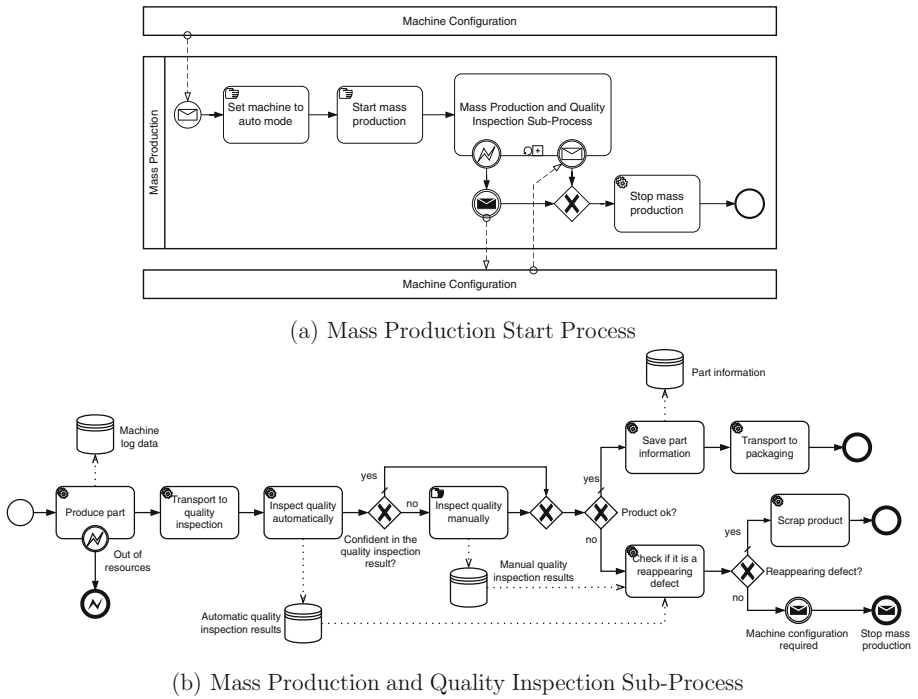 Machine Configuration
Mass Production
Set machine to
auto mode
Start mass
production
Mass Production and Quality
Inspection Sub-Process
Stop mass
production
Machine Configuration
(a) Mass Production Start Process
Part information
Machine
log data
Save part
information
Transport to
packaging
yes
yes
Produce part
Transport to
quality
inspection
Inspect quality
automatically
no
Inspect quality
manually
Product ok?
Scrap product
Confident in the
quality inspection
result?
Out of
resources
no
yes
Check if it is a
reappearing
defect
Reappearing defect?
Manual quality
inspection results
no
Automatic quality
inspection results
Machine configuration
required
Stop mass
production
(b) Mass Production and Quality Inspection Sub-Process